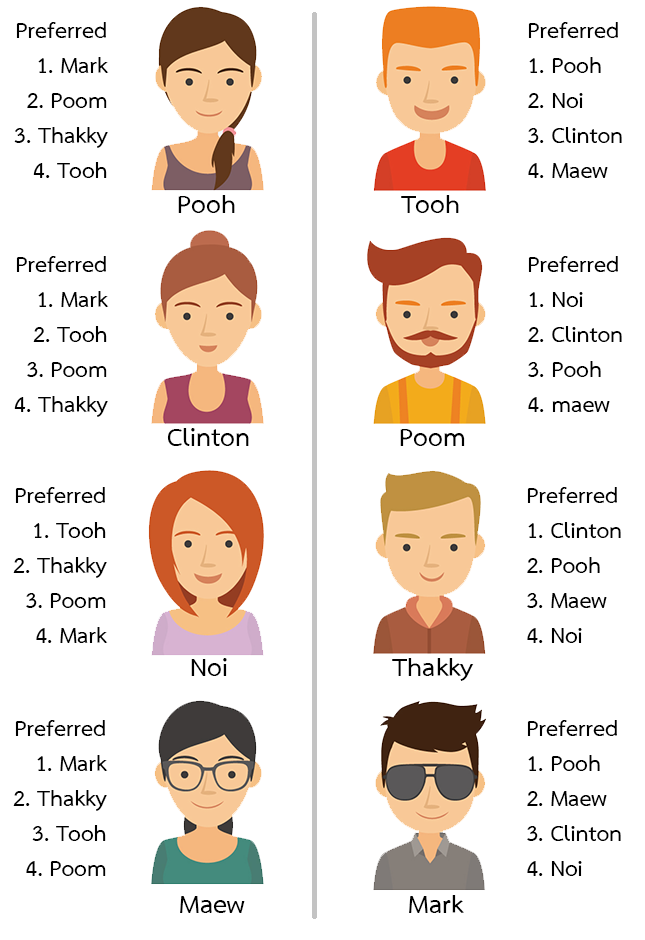 Preferred
1. Mark
2. Poom
3. Thakky
4. Tooh
Pooh
Preferred
1. Pooh
2. Noi
3. Clinton
4. Maew
Tooh
Preferred
1. Mark
2. Tooh
3. Poom
4. Thakky
Clinton
Preferred
1. Noi
2. Clinton
3. Pooh
4. maew
Poom
Preferred
1. Tooh
2. Thakky
3. Poom
4. Mark
Noi
Preferred
1. Clinton
2. Pooh
3. Maew
4. Noi
Thakky
Preferred
1. Mark
2. Thakky
3. Tooh
4. Poom
Maew
Preferred
1. Pooh
2. Maew
3. Clinton
4. Noi
Mark